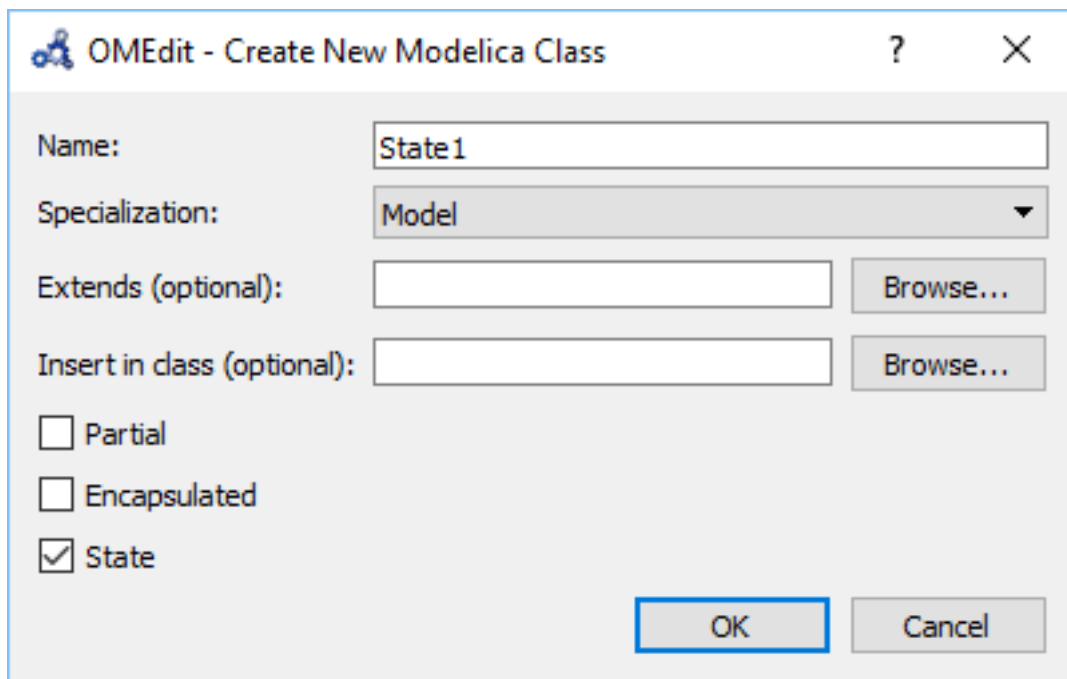 OMEdit - Create New Modelica Class ?
Name: State1
Specialization: Model
Extends (optional): Browse...
Insert in class (optional): Browse...
Partial
Encapsulated
State
OK Cancel